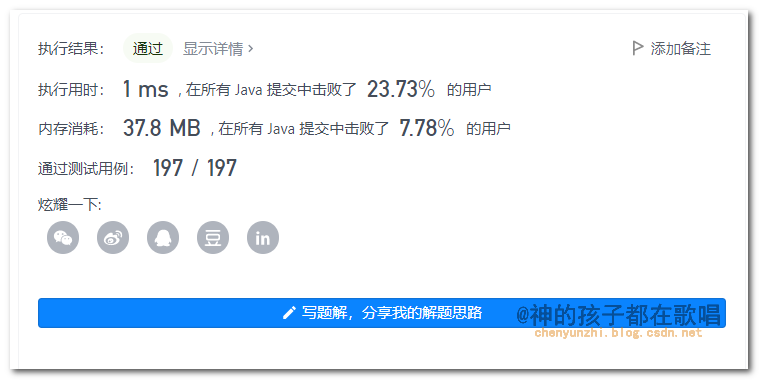 执行结果： 通过 显示详情 > 添加备注
执行用时： 1 ms , 在所有 Java 提交中击败了 23.73% 的用户
内存消耗： 37.8 MB , 在所有 Java 提交中击败了 7.78% 的用户
通过测试用例： 197 / 197
炫耀一下:
豆 in
写题解，分享我的解题思路 @神的孩子都在歌唱
chenyunzhi.blog.csdn.net